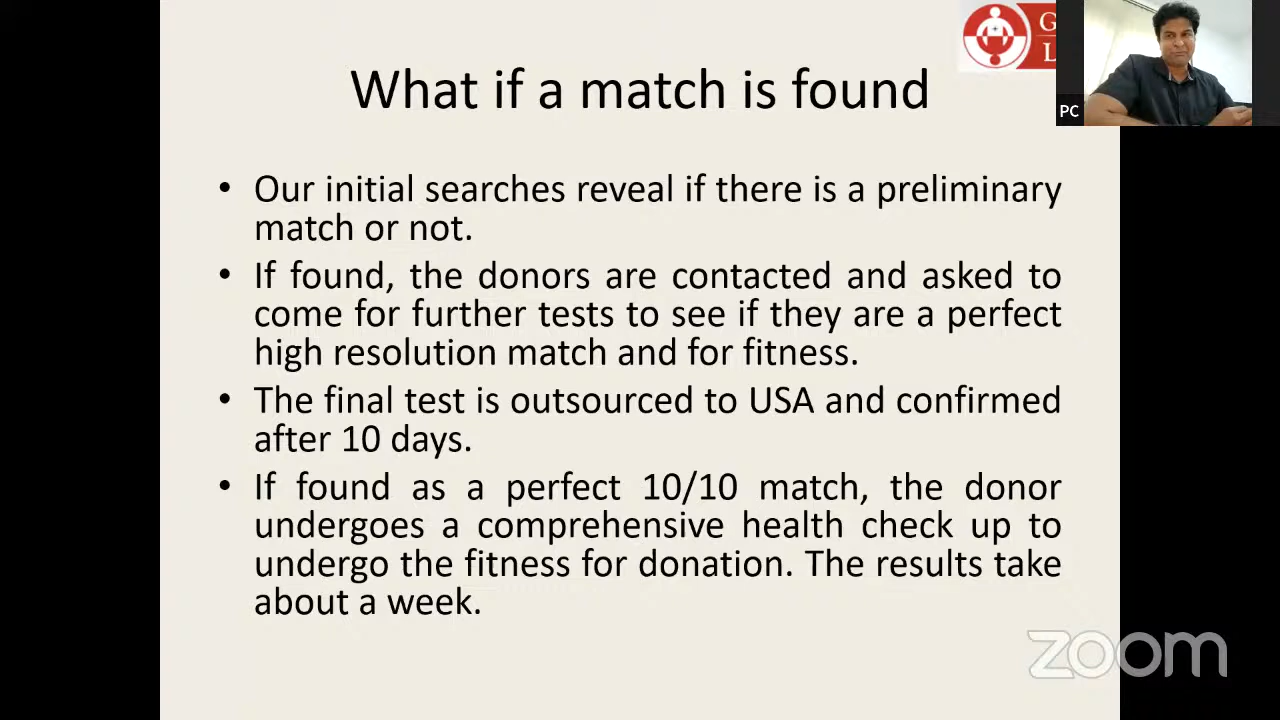 G
L
PC
What if a match is found
• Our initial searches reveal if there is a preliminary
match or not.
• If found, the donors are contacted and asked to
come for further tests to see if they are a perfect
high resolution match and for fitness.
• The final test is outsourced to USA and confirmed
after 10 days.
• If found as a perfect 10/10 match, the donor
undergoes a comprehensive health check up to
undergo the fitness for donation. The results take
about a week.
zoom